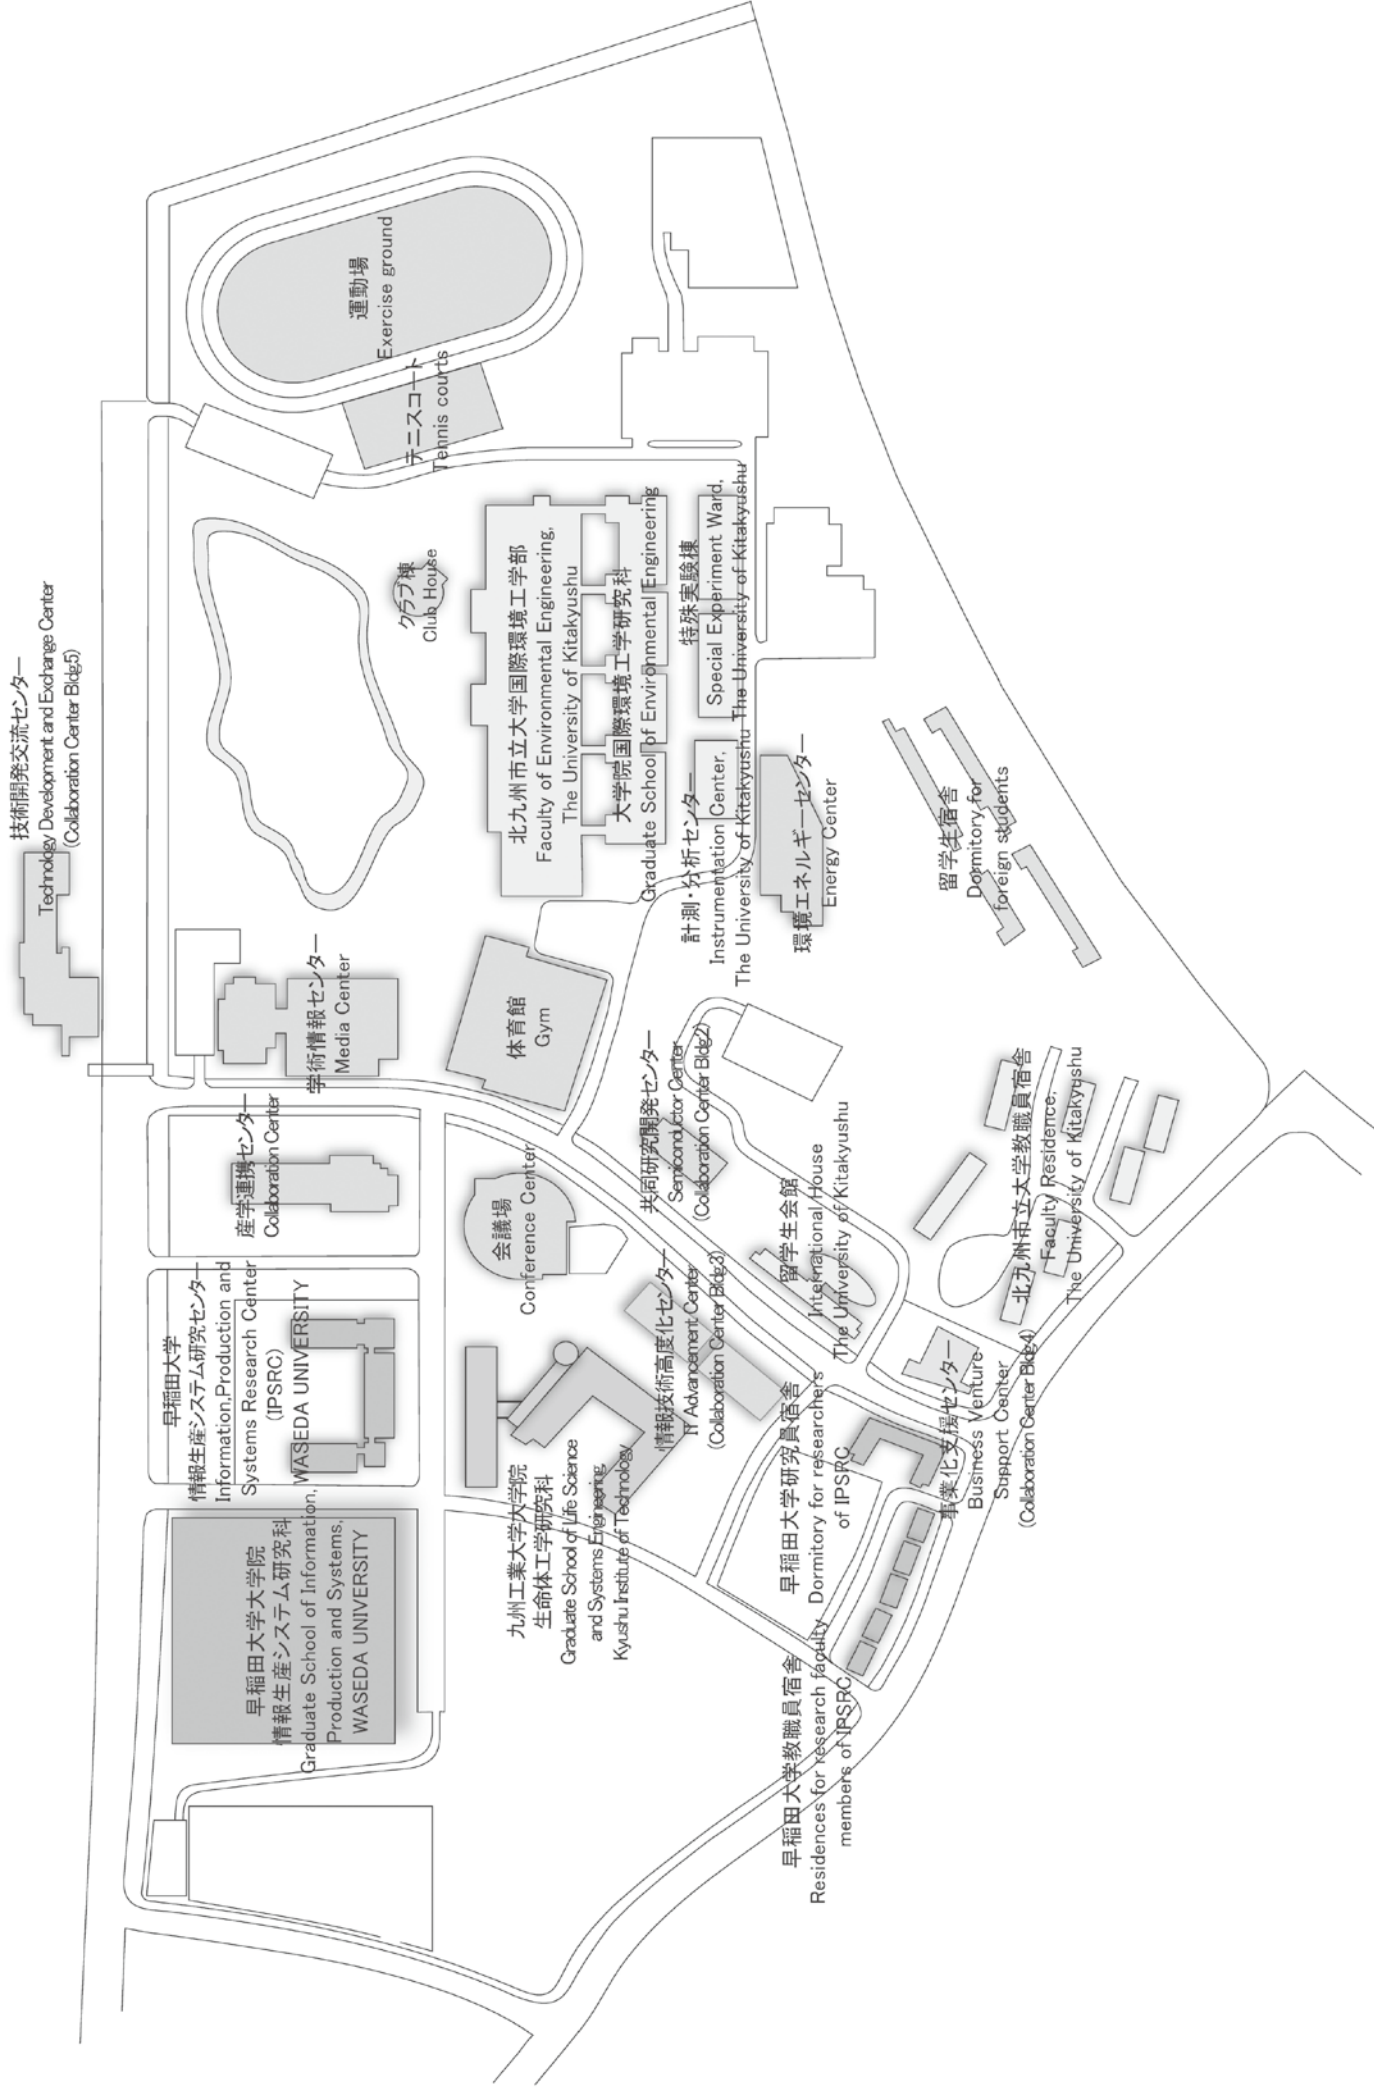 技術開発交流センター
Technology Development and Exchange Center
(Collaboration Center Bldg5)
早稲田大学
情報生産システム研究センター
Information,Production and
Systems Research Center
(IPSRC)
WASEDA UNIVERSITY
産学連携センター
Collaboration Center
学術情報センター
Media Center
運動場
Exercise ground
早稲田大学大学院
情報生産システム研究科
Graduate School of Information,
Production and Systems,
WASEDA UNIVERSITY
テニスコート
Tennis courts
クラブ棟
Club House
会議場
Conference Center
体育館
Gym
北九州市立大学国際環境工学部
Faculty of Environmental Engineering,
The University of Kitakyushu
大学院国際環境工学研究科
Graduate School of Environmental Engineering
九州工業大学大学院
生命体工学研究科
Graduate School of Life Science
and Systems Engineering,
Kyushu Institute of Technology
情報技術高度化センター
IT Advancement Center
(Collaboration Center Bldg3)
共同研究開発センター
Semiconductor Center
(Collaboration Center Bldg2)
計測・分析センター
Instrumentation Center,
The University of Kitakyushu
特殊実験棟
Special Experiment Ward,
The University of Kitakyushu
早稲田大学教職員宿舎
Residences for research faculty
members of IPSRC
早稲田大学研究員宿舎
Dormitory for researchers
of IPSRC
留学生会館
International House
The University of Kitakyushu
環境エネルギーセンター
Energy Center
事業化支援センター
Business Venture
Support Center
(Collaboration Center Bldg4)
留学生宿舎
Dormitory for
foreign students
北九州市立大学教職員宿舎
Faculty Residence,
The University of Kitakyushu